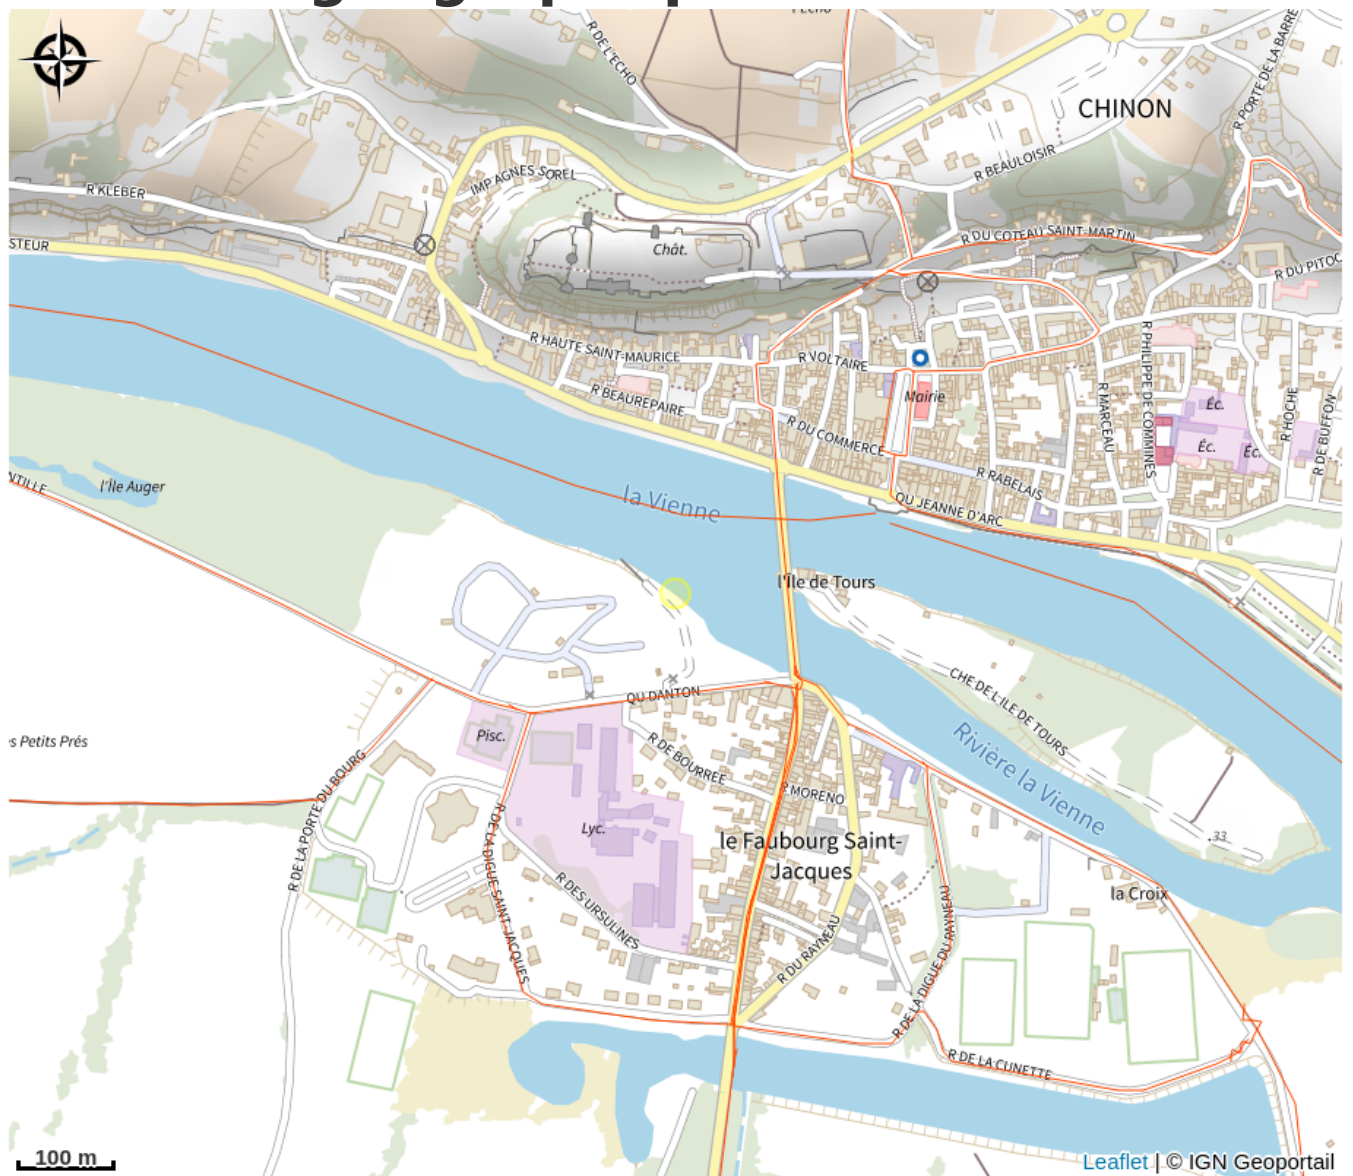 R DE L'ECHO
CHINON
R PORTE DE LA BARRE
R BEAULOISIR
IMP AGNES SOREL
R KLEBER
STEUR
Chât.
R DU COTEAU SAINT-MARTIN
R DU PITOC
R HAUTE SAINT-MAURICE
R VOLTAIRE
R BEAUREPAIRE
Mairie
R PHILIPPE DE COMMINES
R MARCEAU
R HOCHE
R DE BUFFON
Éc.
Éc.
Éc.
R DU COMMERCE
R RABELAIS
QU JEANNE D'ARC
la Vienne
NTILLE
l'Île Auger
l'Île de Tours
CHE DE L'ILE DE TOURS
Rivière la Vienne
QU DANTON
s Petits Prés
Pisc.
R DE BOURREE
R MORENO
R DE LA PORTE DU BOURG
R DE LA DIGUE SAINT-JACQUES
Lyc.
le Faubourg Saint-
Jacques
33
la Croix
R DES URSULINES
R DU RAYNEAU
R DE LA DIGUE DU RAYNEAU
R DE LA CUNETTE
100 m
Leaflet | © IGN Geoportail